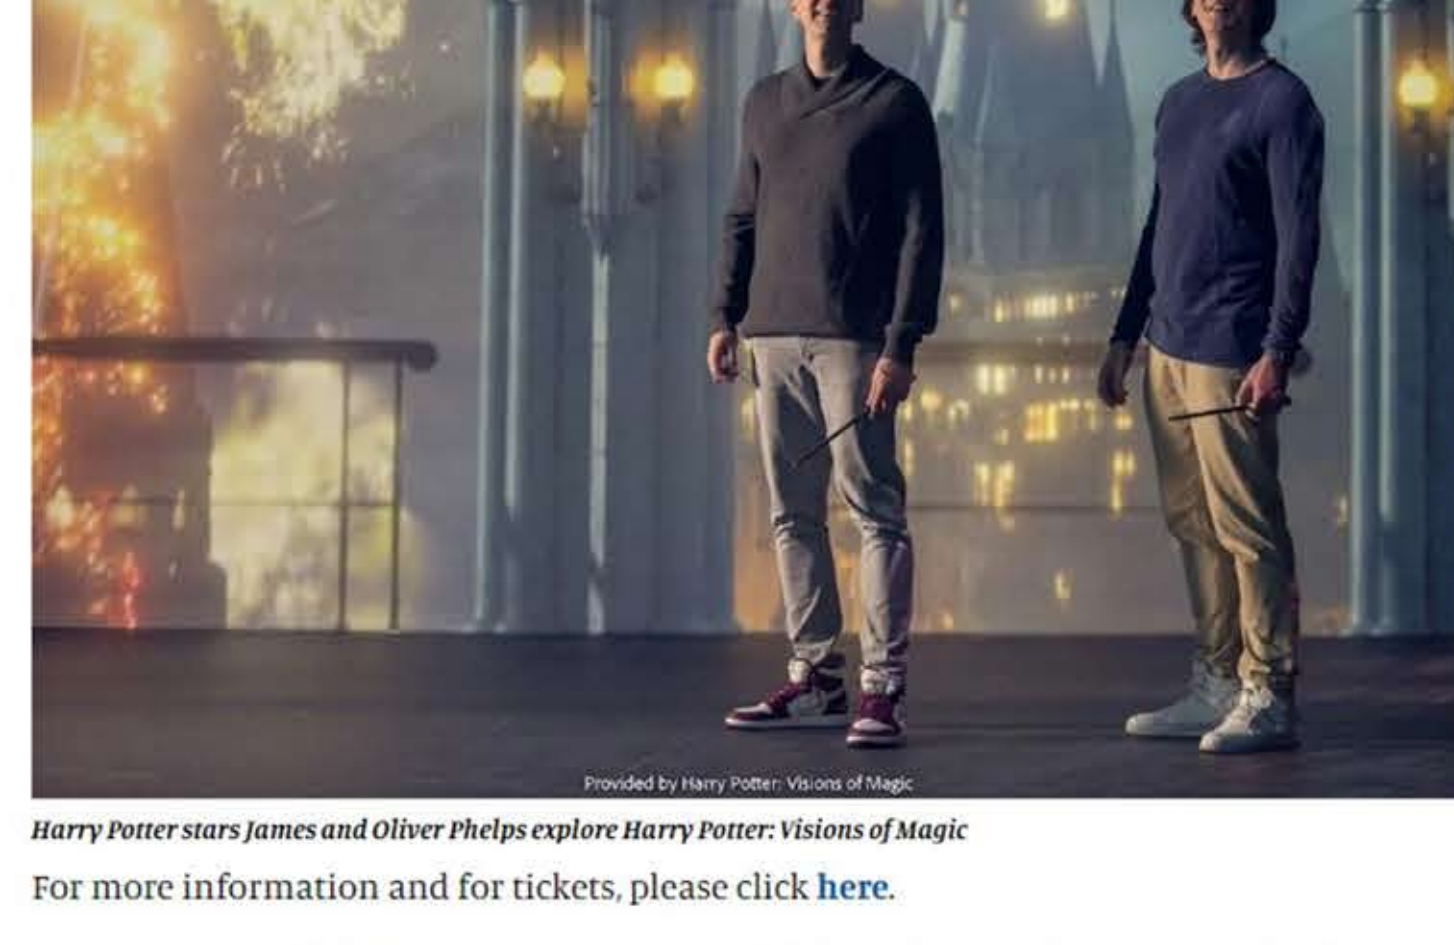 Provided by Harry Potter: Visions of Magic
Harry Potter stars James and Oliver Phelps explore Harry Potter: Visions of Magic
For more information and for tickets, please click here.